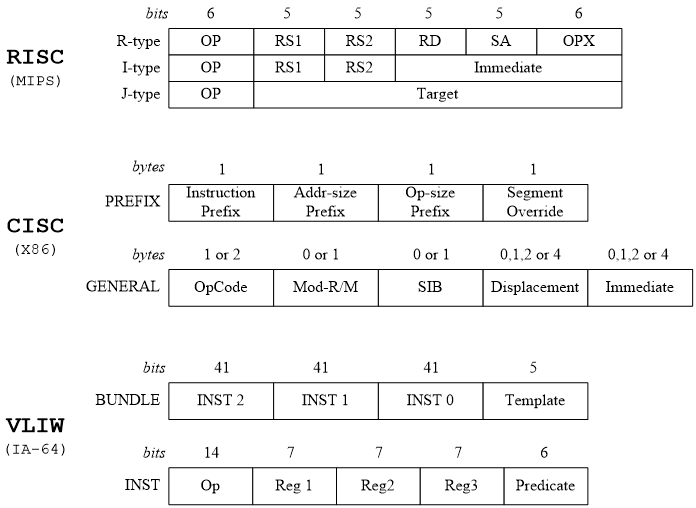 bits 6 5 5 5 5 6
RISC
(MIPS)
R-type OP RS1 RS2 RD SA OPX
I-type OP RS1 RS2 Immediate
J-type OP Target
bytes 1 1 1 1
PREFIX Instruction Prefix Addr-size Prefix Op-size Prefix Segment Override
CISC
(X86)
bytes 1 or 2 0 or 1 0 or 1 0,1,2 or 4 0,1,2 or 4
GENERAL OpCode Mod-R/M SIB Displacement Immediate
bits 41 41 41 5
BUNDLE INST 2 INST 1 INST 0 Template
VLIW
(IA-64)
bits 14 7 7 7 6
INST Op Reg 1 Reg2 Reg3 Predicate